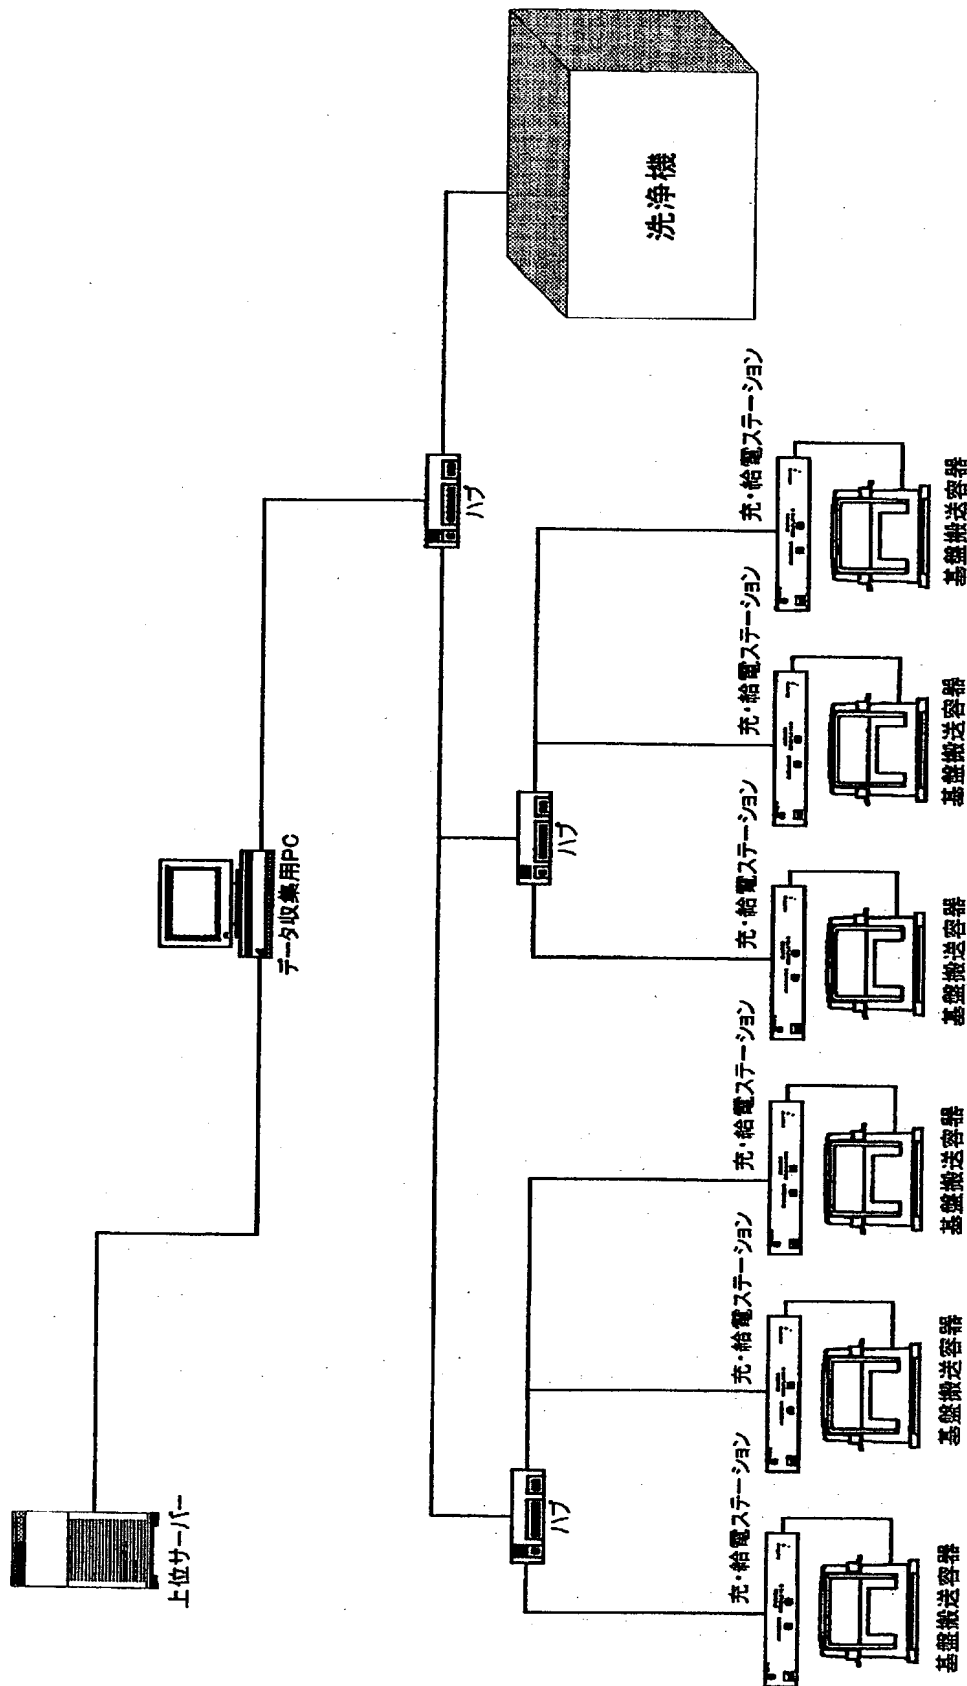 上位サーバー
データ収集用PC
ハブ
洗浄機
ハブ
ハブ
充・給電ステーション
充・給電ステーション
充・給電ステーション
充・給電ステーション
充・給電ステーション
充・給電ステーション
基盤搬送容器
基盤搬送容器
基盤搬送容器
基盤搬送容器
基盤搬送容器
基盤搬送容器